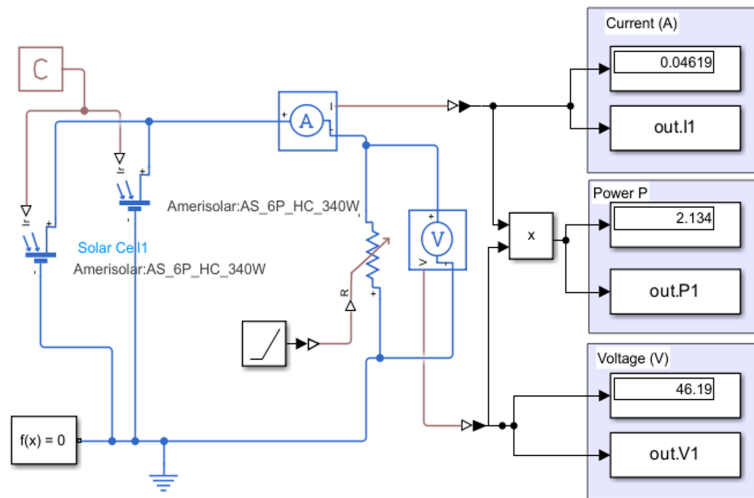 Current (A)
C
0.04619
I
A
out.I1
Ir
Ir
Power P
Amerisolar:AS_6P_HC_340W
2.134
V
x
Solar Cell1
Amerisolar:AS_6P_HC_340W
V
R
out.P1
Voltage (V)
46.19
f(x) = 0
out.V1